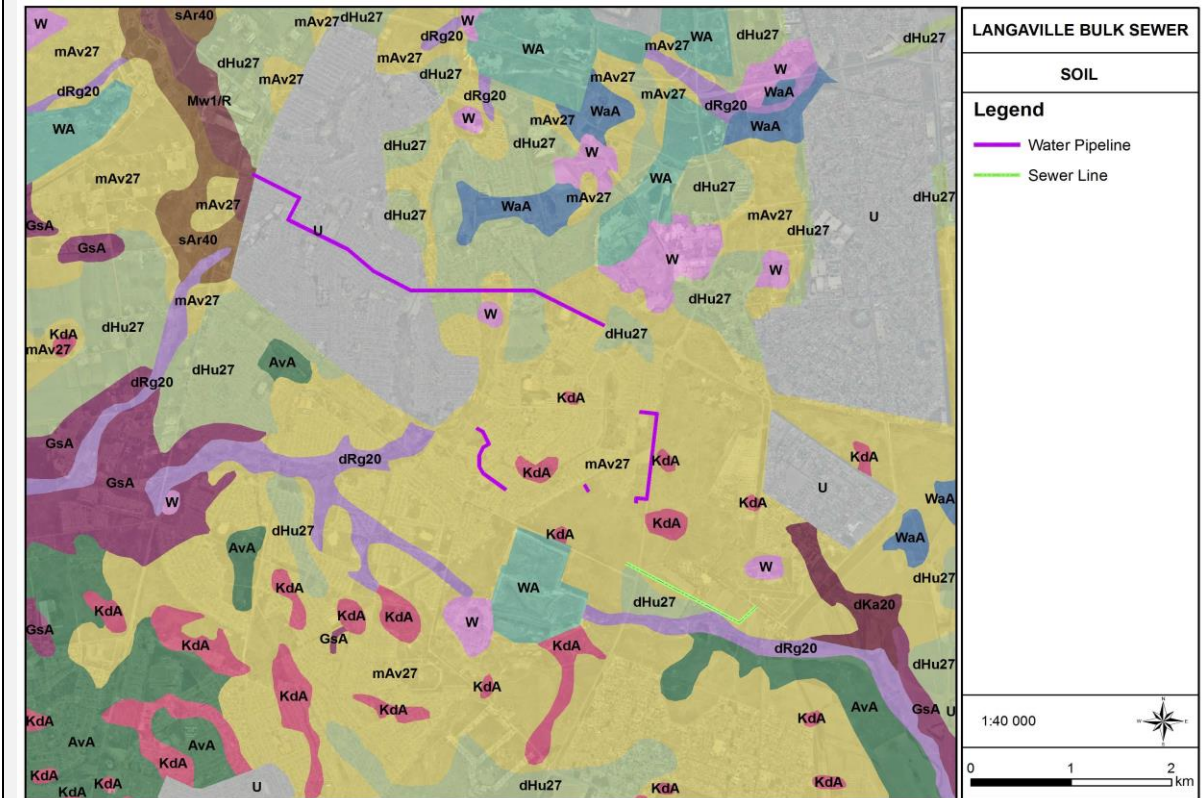 LANGAVILLE BULK SEWER
SOIL
Legend
Water Pipeline
Sewer Line
1:40 000
N
W E
S
0 1 2
km
W
sAr40
mAv27
dHu27
dRg20
W
WA
mAv27
WA
dHu27
dHu27
mAv27
dHu27
mAv27
mAv27
dHu27
W
dRg20
Mw1/R
dRg20
mAv27
WaA
mAv27
dRg20
WaA
WaA
WA
W
mAv27
dHu27
dHu27
W
mAv27
WA
dHu27
mAv27
WaA
mAv27
dHu27
dHu27
mAv27
dHu27
U
GsA
GsA
sAr40
U
W
W
mAv27
W
dHu27
dHu27
KdA
mAv27
dHu27
AvA
dHu27
dRg20
KdA
GsA
dRg20
KdA
mAv27
KdA
KdA
GsA
W
U
WaA
KdA
KdA
dHu27
AvA
KdA
WaA
W
dHu27
KdA
WA
dHu27
dKa20
KdA
KdA
KdA
W
GsA
GsA
KdA
KdA
dRg20
dHu27
mAv27
KdA
KdA
KdA
AvA
GsA
U
KdA
KdA
AvA
AvA
KdA
KdA
KdA
KdA
U
dHu27
KdA
KdA